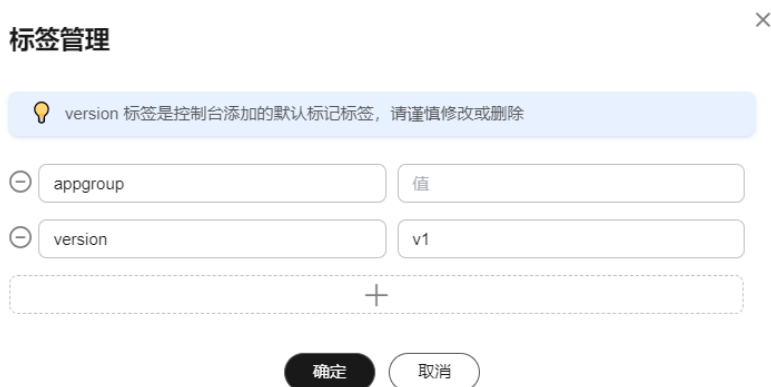 标签管理
version 标签是控制台添加的默认标记标签，请谨慎修改或删除
appgroup 值
version v1
确定 取消